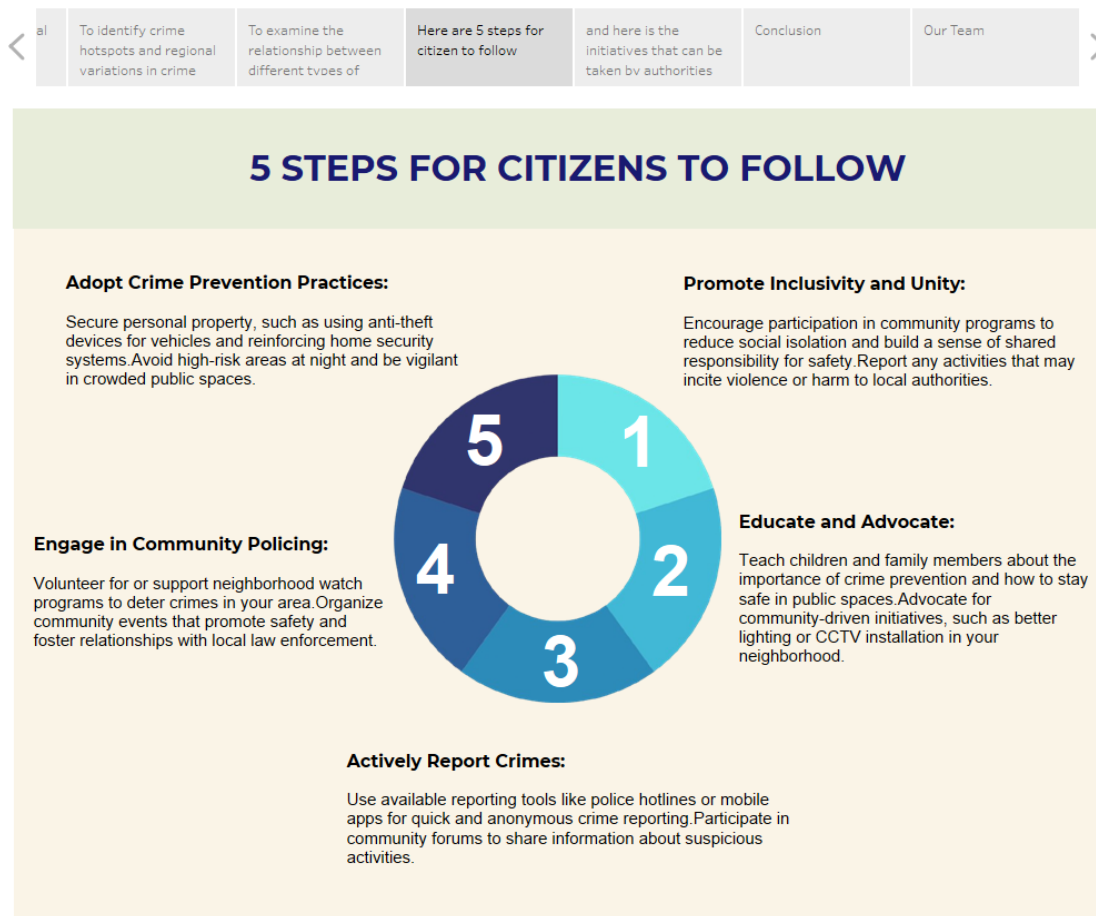 al
To identify crime
hotspots and regional
variations in crime
To examine the
relationship between
different types of
Here are 5 steps for
citizen to follow
and here is the
initiatives that can be
taken by authorities
Conclusion
Our Team
5 STEPS FOR CITIZENS TO FOLLOW
Adopt Crime Prevention Practices:
Secure personal property, such as using anti-theft
devices for vehicles and reinforcing home security
systems.Avoid high-risk areas at night and be vigilant
in crowded public spaces.
Promote Inclusivity and Unity:
Encourage participation in community programs to
reduce social isolation and build a sense of shared
responsibility for safety.Report any activities that may
incite violence or harm to local authorities.
5
1
Engage in Community Policing:
Volunteer for or support neighborhood watch
programs to deter crimes in your area.Organize
community events that promote safety and
foster relationships with local law enforcement.
4
2
Educate and Advocate:
Teach children and family members about the
importance of crime prevention and how to stay
safe in public spaces.Advocate for
community-driven initiatives, such as better
lighting or CCTV installation in your
neighborhood.
3
Actively Report Crimes:
Use available reporting tools like police hotlines or mobile
apps for quick and anonymous crime reporting.Participate in
community forums to share information about suspicious
activities.